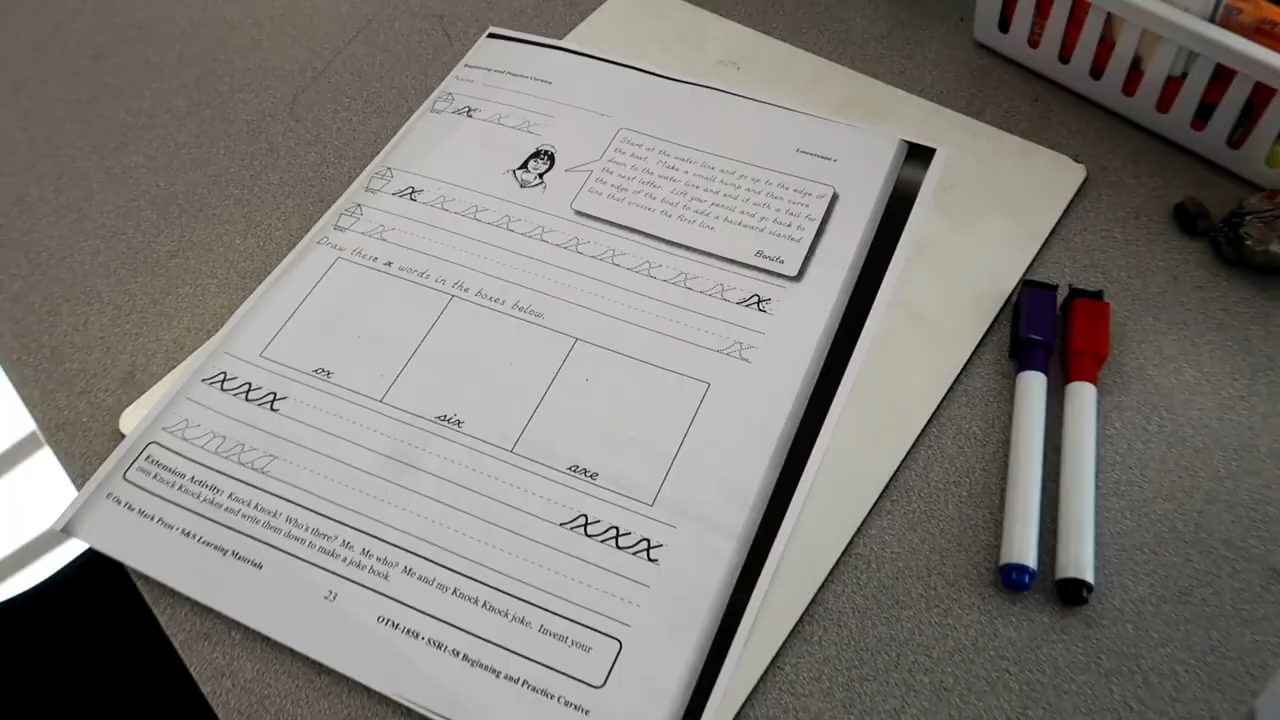 Beginning and Practice Cursive
Name
Lowercase x
x x x
Start at the water line and go up to the edge of
the boat. Make a small hump and then curve
down to the water line and end it with a tail for
the next letter. Lift your pencil and go back to
the edge of the boat to add a backward slanted
line that crosses the first line.
Bonita
x x x x x x x x x x x
x x
Draw these x words in the boxes below.
ox six axe
xxx xxx
xnxa
Extension Activity: Knock Knock! Who's there? Me. Me who? Me and my Knock Knock joke. Invent your
own Knock Knock jokes and write them down to make a joke book.
© On The Mark Press • S&S Learning Materials
23
OTM-1858 • SSR1-58 Beginning and Practice Cursive